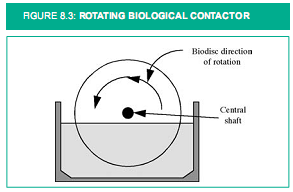 FIGURE 8.3: ROTATING BIOLOGICAL CONTACTOR
Biodisc direction
of rotation
Central
shaft